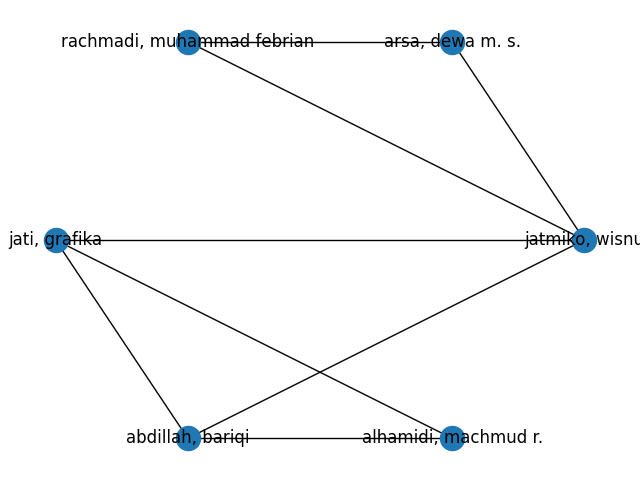 rachmadi, muhammad febrian
arsa, dewa m. s.
jati, grafika
jatmiko, wisnu
abdillah, bariqi
alhamidi, machmud r.